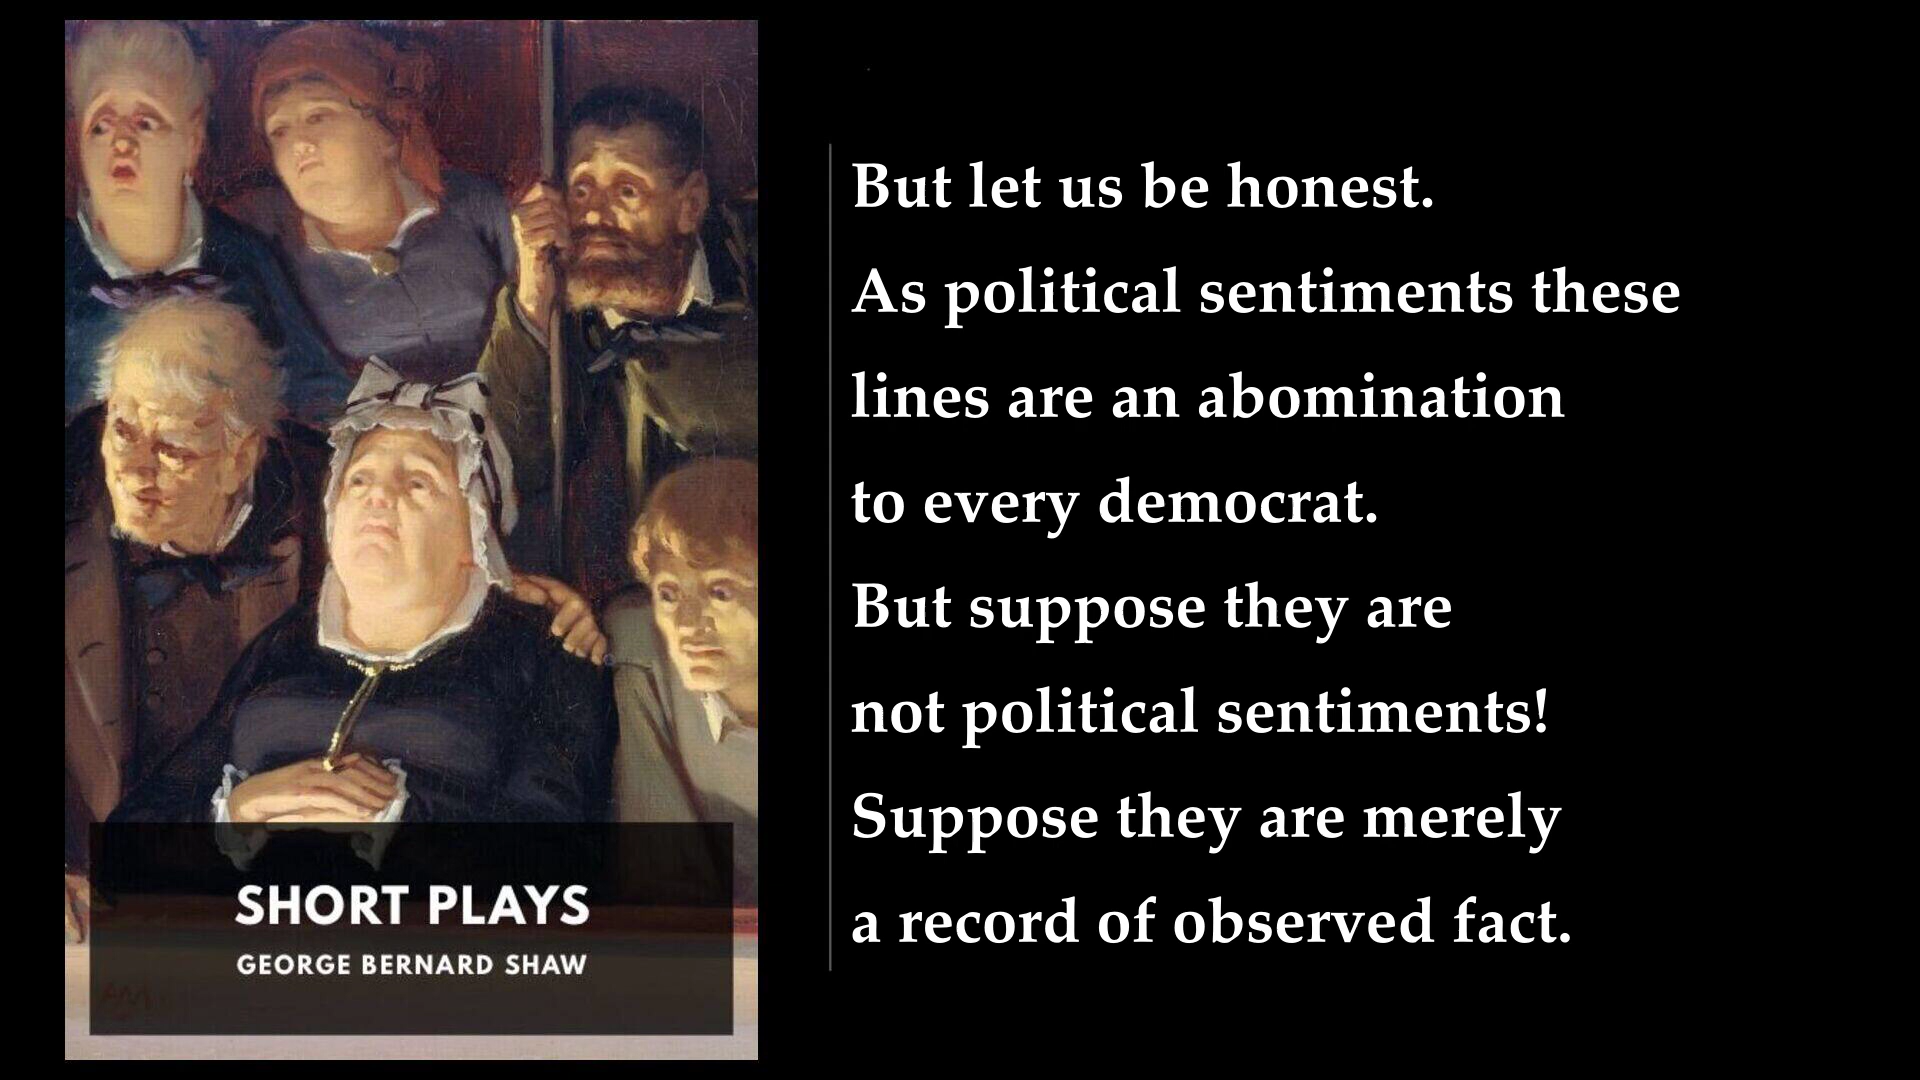 SHORT PLAYS
GEORGE BERNARD SHAW
But let us be honest.
As political sentiments these
lines are an abomination
to every democrat.
But suppose they are
not political sentiments!
Suppose they are merely
a record of observed fact.